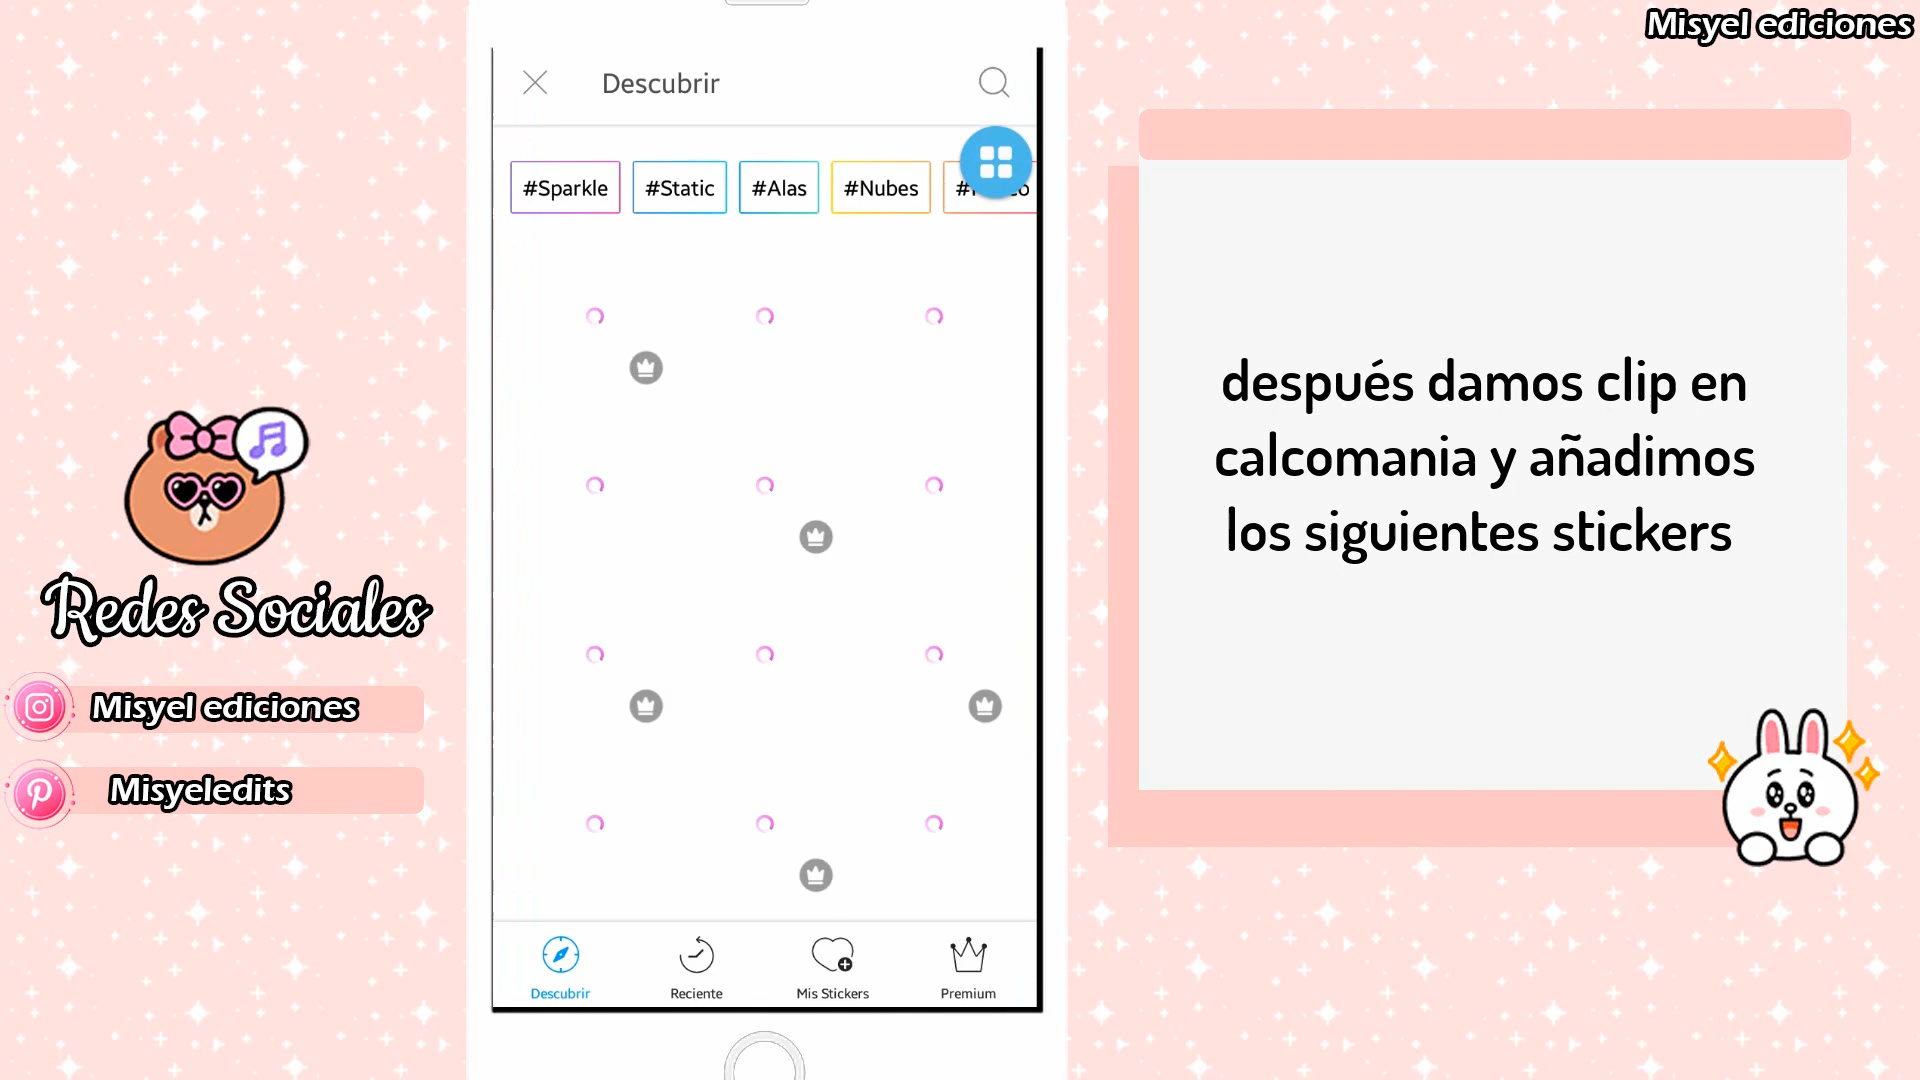 Misyel ediciones
Descubrir
#Sparkle
#Static
#Alas
#Nubes
después damos clip en
calcomania y añadimos
los siguientes stickers
Redes Sociales
Misyel ediciones
Misyeledits
Descubrir
Reciente
Mis Stickers
Premium